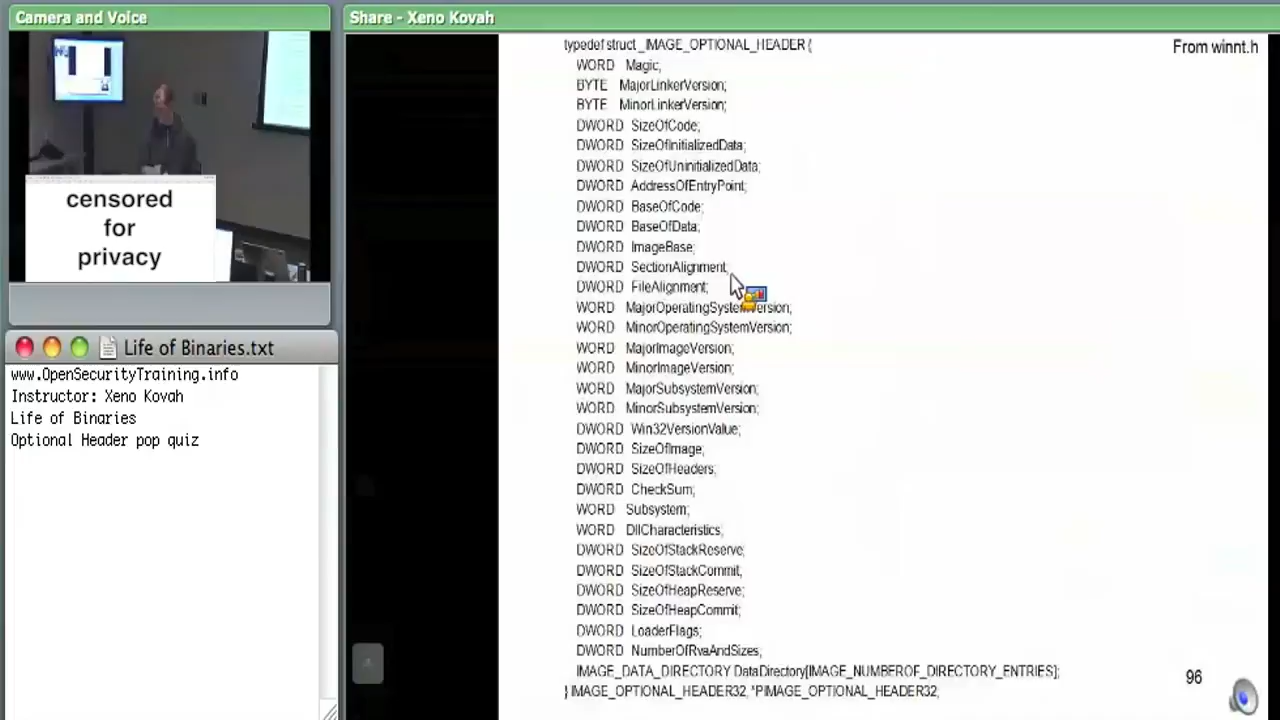 Camera and Voice
censored
for
privacy
Life of Binaries.txt
www.OpenSecurityTraining.info
Instructor: Xeno Kovah
Life of Binaries
Optional Header pop quiz
Share - Xeno Kovah
From winnt.h
typedef struct _IMAGE_OPTIONAL_HEADER {
WORD Magic;
BYTE MajorLinkerVersion;
BYTE MinorLinkerVersion;
DWORD SizeOfCode;
DWORD SizeOfInitializedData;
DWORD SizeOfUninitializedData;
DWORD AddressOfEntryPoint;
DWORD BaseOfCode;
DWORD BaseOfData;
DWORD ImageBase;
DWORD SectionAlignment;
DWORD FileAlignment;
WORD MajorOperatingSystemVersion;
WORD MinorOperatingSystemVersion;
WORD MajorImageVersion;
WORD MinorImageVersion;
WORD MajorSubsystemVersion;
WORD MinorSubsystemVersion;
DWORD Win32VersionValue;
DWORD SizeOfImage;
DWORD SizeOfHeaders;
DWORD CheckSum;
WORD Subsystem;
WORD DllCharacteristics;
DWORD SizeOfStackReserve;
DWORD SizeOfStackCommit;
DWORD SizeOfHeapReserve;
DWORD SizeOfHeapCommit;
DWORD LoaderFlags;
DWORD NumberOfRvaAndSizes;
IMAGE_DATA_DIRECTORY DataDirectory[IMAGE_NUMBEROF_DIRECTORY_ENTRIES];
} IMAGE_OPTIONAL_HEADER32, *PIMAGE_OPTIONAL_HEADER32;
96